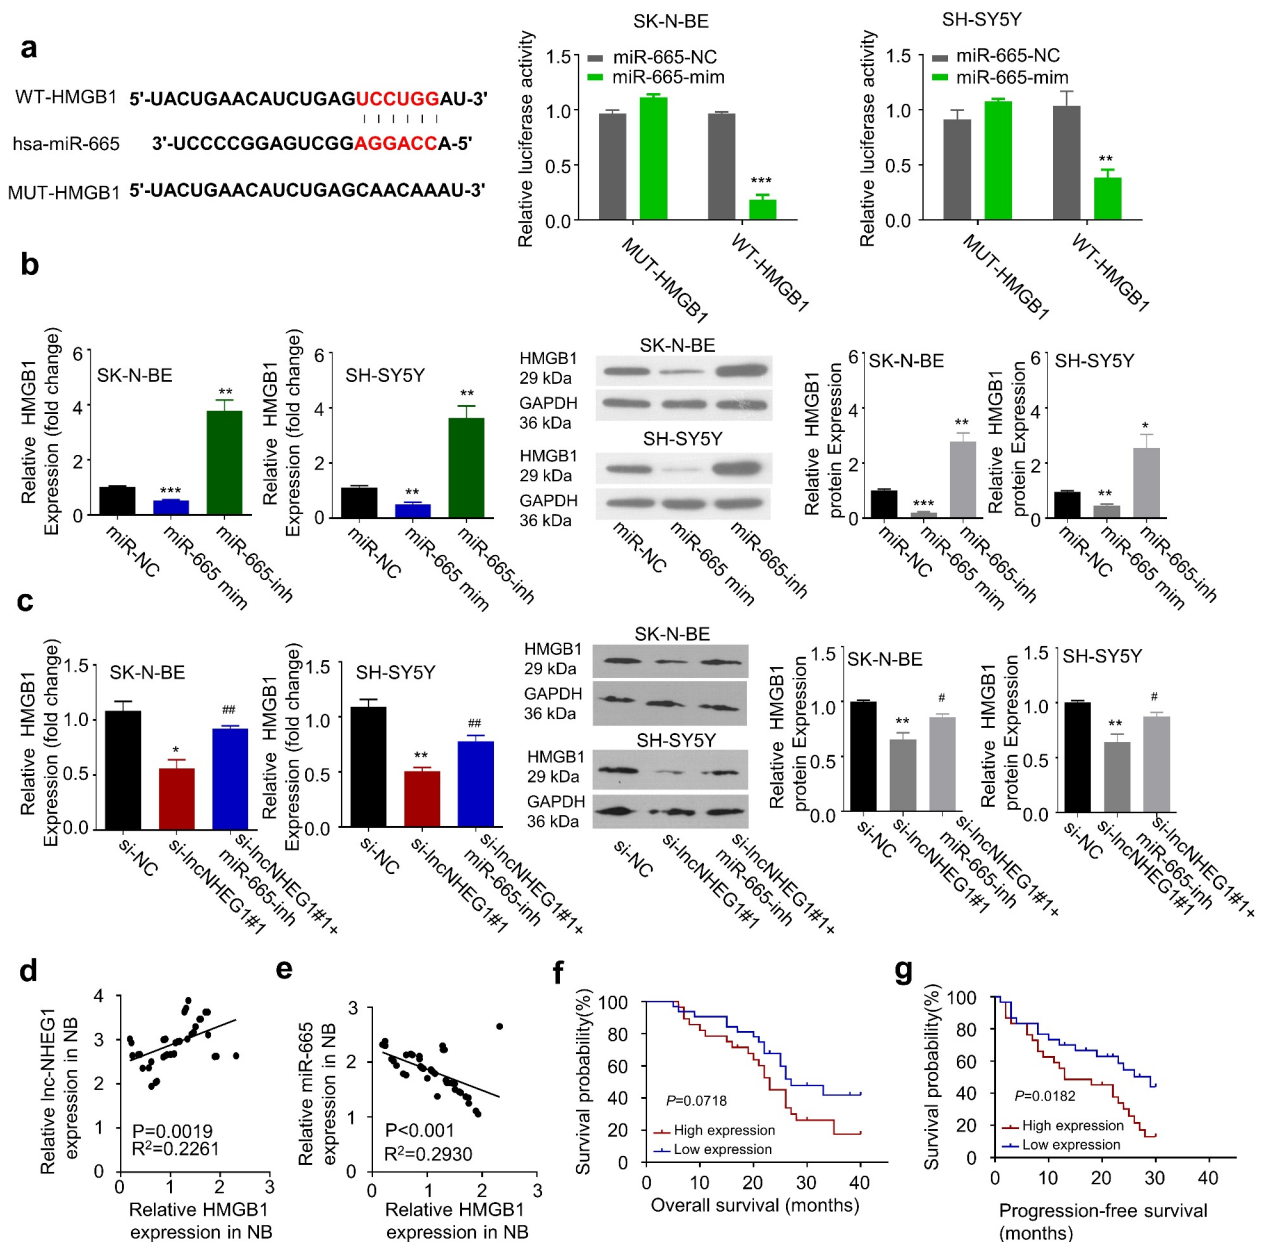 a
WT-HMGB1 5'-UACUGAACAUCUGAGUCCUGGAU-3'
hsa-miR-665 3'-UCCCCGGAGUCGGAGGACCA-5'
MUT-HMGB1 5'-UACUGAACAUCUGAGCAACAAAU-3'
SK-N-BE
Relative luciferase activity
1.5
1.0
0.5
0.0
miR-665-NC
miR-665-mim
***
MUT-HMGB1
WT-HMGB1
SH-SY5Y
Relative luciferase activity
1.5
1.0
0.5
0.0
miR-665-NC
miR-665-mim
**
MUT-HMGB1
WT-HMGB1
b
Relative HMGB1
Expression (fold change)
6
4
2
0
SK-N-BE
***
**
miR-NC
miR-665 mim
miR-665-inh
Relative HMGB1
Expression (fold change)
6
4
2
0
SH-SY5Y
**
**
miR-NC
miR-665 mim
miR-665-inh
SK-N-BE
HMGB1
29 kDa
GAPDH
36 kDa
SH-SY5Y
HMGB1
29 kDa
GAPDH
36 kDa
miR-NC
miR-665 mim
miR-665-inh
Relative HMGB1
protein Expression
6
4
2
0
SK-N-BE
***
**
miR-NC
miR-665 mim
miR-665-inh
Relative HMGB1
protein Expression
6
4
2
0
SH-SY5Y
**
*
miR-NC
miR-665 mim
miR-665-inh
c
Relative HMGB1
Expression (fold change)
1.5
1.0
0.5
0.0
SK-N-BE
*
##
si-NC
si-lncNHEG1#1
si-lncNHEG1#1+
miR-665-inh
Relative HMGB1
Expression (fold change)
1.5
1.0
0.5
0.0
SH-SY5Y
**
##
si-NC
si-lncNHEG1#1
si-lncNHEG1#1+
miR-665-inh
SK-N-BE
HMGB1
29 kDa
GAPDH
36 kDa
SH-SY5Y
HMGB1
29 kDa
GAPDH
36 kDa
si-NC
si-lncNHEG1#1
si-lncNHEG1#1+
miR-665-inh
Relative HMGB1
protein Expression
1.5
1.0
0.5
0.0
SK-N-BE
**
#
si-NC
si-lncNHEG1#1
si-lncNHEG1#1+
miR-665-inh
Relative HMGB1
protein Expression
1.5
1.0
0.5
0.0
SH-SY5Y
**
#
si-NC
si-lncNHEG1#1
si-lncNHEG1#1+
miR-665-inh
d
Relative lnc-NHEG1
expression in NB
4
3
2
1
0
P=0.0019
R²=0.2261
0 1 2 3
Relative HMGB1
expression in NB
e
Relative miR-665
expression in NB
3
2
1
0
P<0.001
R²=0.2930
0 1 2 3
Relative HMGB1
expression in NB
f
Survival probability(%)
100
80
60
40
20
0
P=0.0718
High expression
Low expression
0 10 20 30 40
Overall survival (months)
g
Survival probability(%)
100
80
60
40
20
0
P=0.0182
High expression
Low expression
0 10 20 30 40
Progression-free survival
(months)